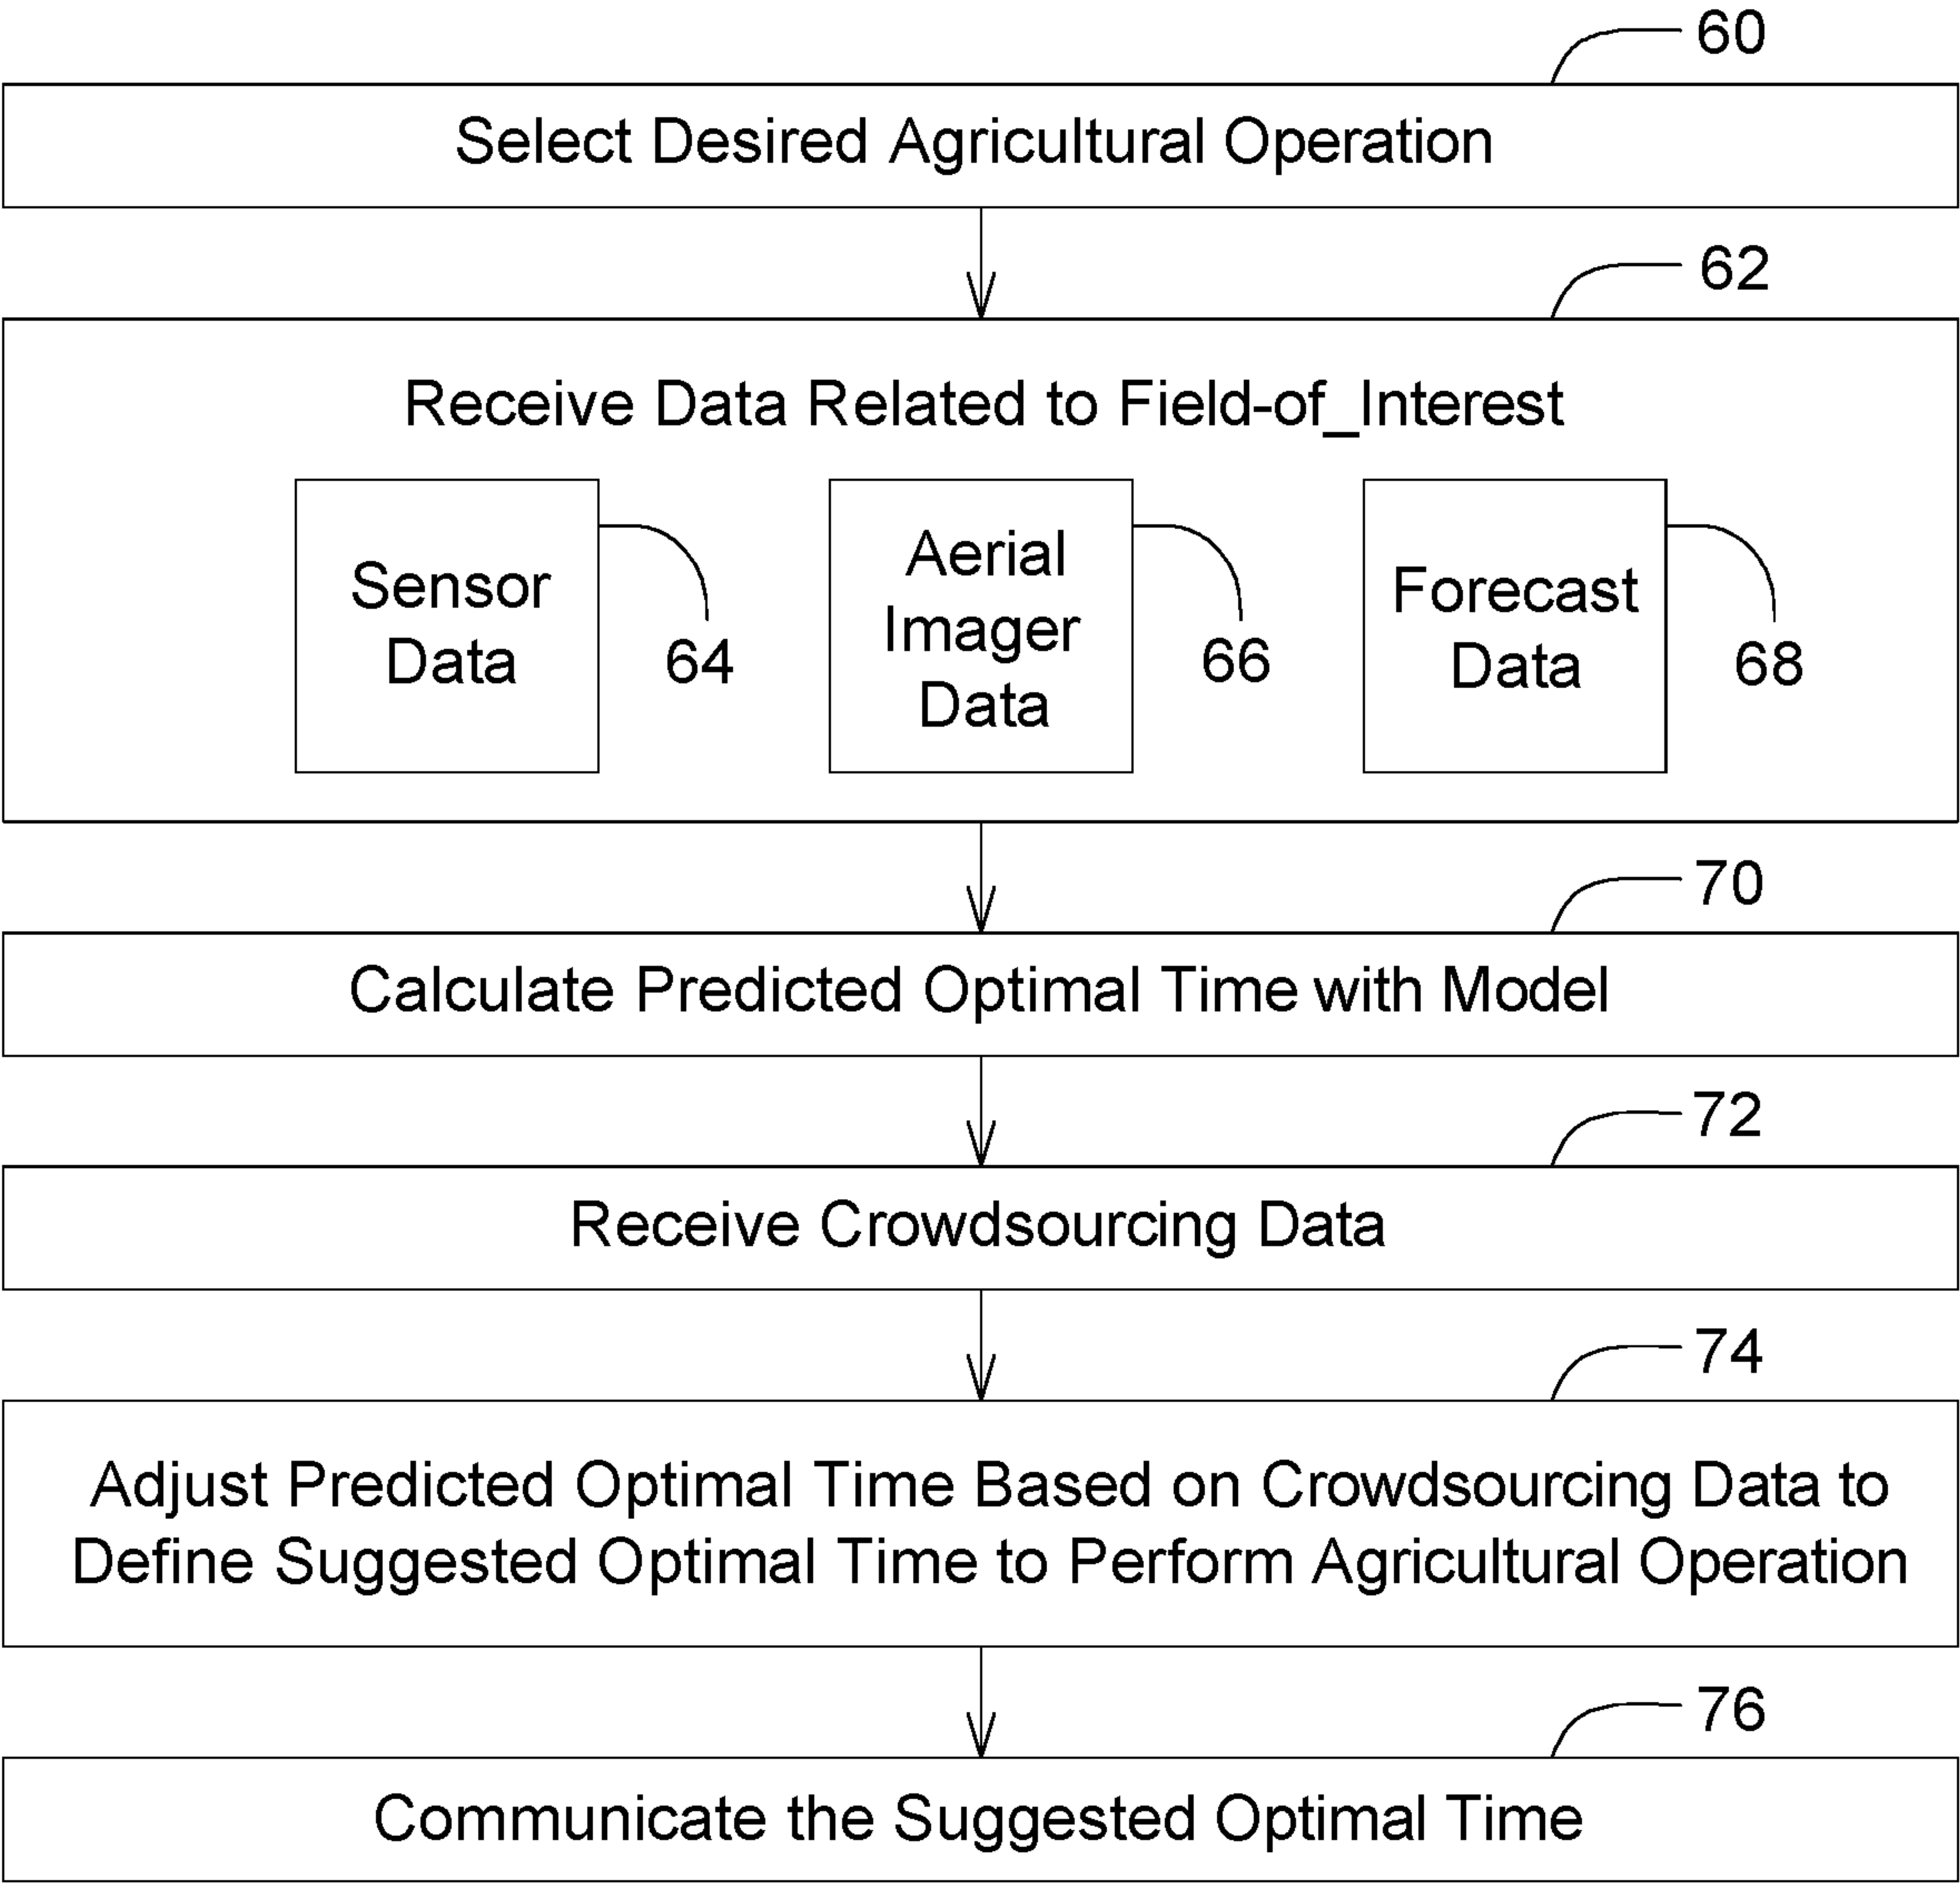 60
Select Desired Agricultural Operation
62
Receive Data Related to Field-of_Interest
Sensor
Data
64
Aerial
Imager
Data
66
Forecast
Data
68
70
Calculate Predicted Optimal Time with Model
72
Receive Crowdsourcing Data
74
Adjust Predicted Optimal Time Based on Crowdsourcing Data to
Define Suggested Optimal Time to Perform Agricultural Operation
76
Communicate the Suggested Optimal Time